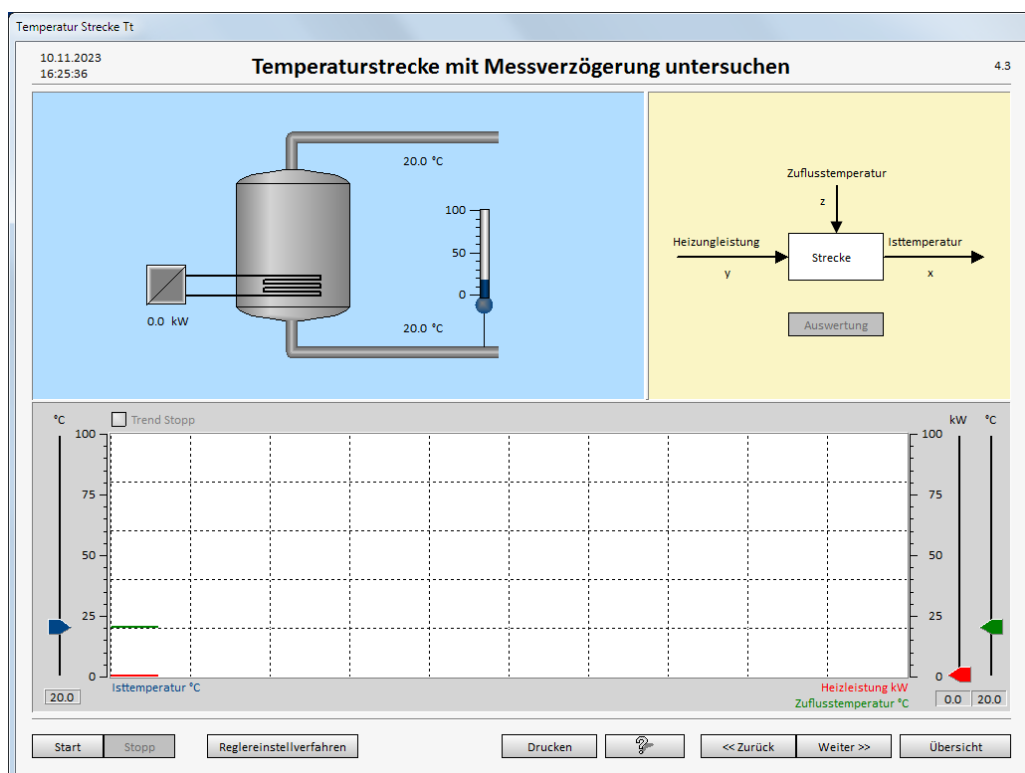 Temperatur Strecke Tt
10.11.2023
16:25:36
Temperaturstrecke mit Messverzögerung untersuchen
4.3
20.0 °C
100
50
0
0.0 kW
20.0 °C
Zuflusstemperatur
z
Heizungleistung
Isttemperatur
Strecke
y
x
Auswertung
°C
Trend Stopp
kW
°C
100
100
75
75
50
50
25
25
0
0
Isttemperatur °C
Heizleistung kW
Zuflusstemperatur °C
20.0
0.0
20.0
Start
Stopp
Reglereinstellverfahren
Drucken
?
<< Zurück
Weiter >>
Übersicht